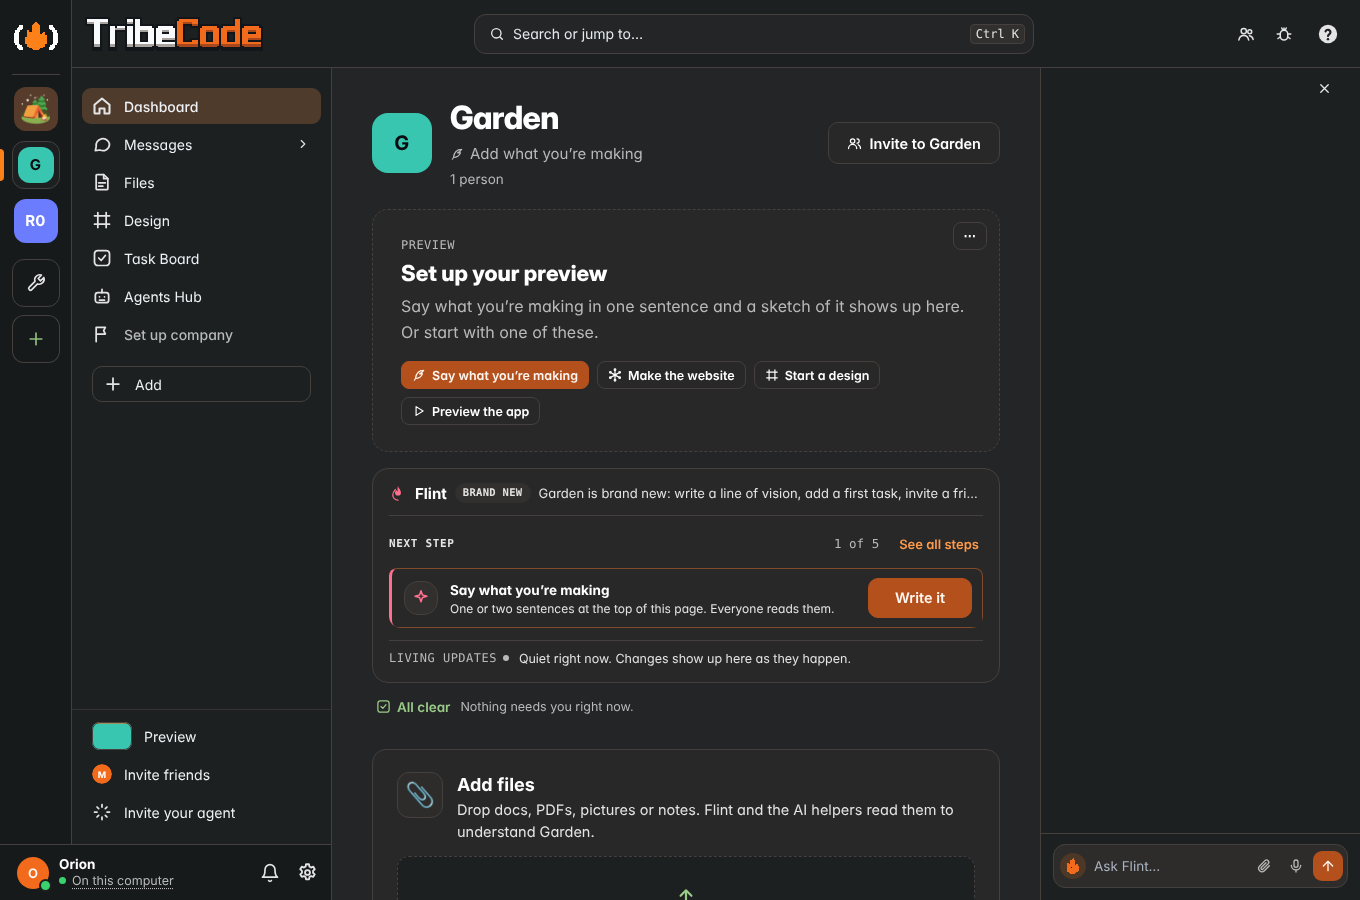 TribeCode
Search or jump to...
Ctrl K
G
R0
Dashboard
Messages
Files
Design
Task Board
Agents Hub
Set up company
Add
Preview
M
Invite friends
Invite your agent
O
Orion
On this computer
G
Garden
Add what you’re making
1 person
Invite to Garden
PREVIEW
Set up your preview
Say what you’re making in one sentence and a sketch of it shows up here.
Or start with one of these.
Say what you’re making
Make the website
Start a design
Preview the app
Flint
BRAND NEW
Garden is brand new: write a line of vision, add a first task, invite a fri...
NEXT STEP
1 of 5
See all steps
Say what you’re making
One or two sentences at the top of this page. Everyone reads them.
Write it
LIVING UPDATES
Quiet right now. Changes show up here as they happen.
All clear
Nothing needs you right now.
Add files
Drop docs, PDFs, pictures or notes. Flint and the AI helpers read them to
understand Garden.
Ask Flint...